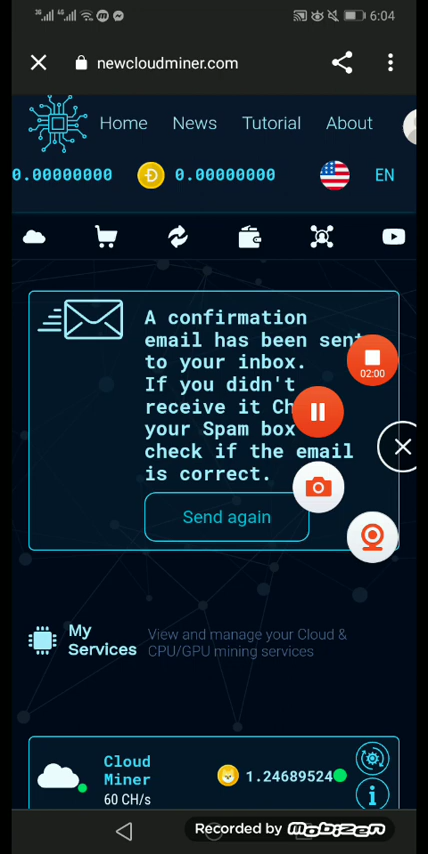 3G 4G 6:04
newcloudminer.com
Home News Tutorial About
0.00000000 0.00000000 EN
A confirmation
email has been sent
to your inbox.
If you didn't
receive it Ch
your Spam box
check if the email
is correct.
02:00
Send again
My
Services
View and manage your Cloud &
CPU/GPU mining services
Cloud
Miner
1.24689524
60 CH/s
Recorded by mobizen